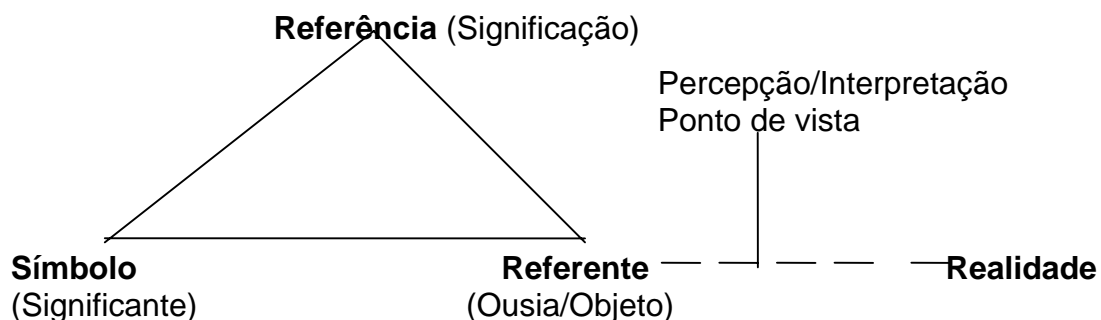 Referência (Significação)
Percepção/Interpretação
Ponto de vista
Símbolo
(Significante)
Referente
(Ousia/Objeto)
Realidade